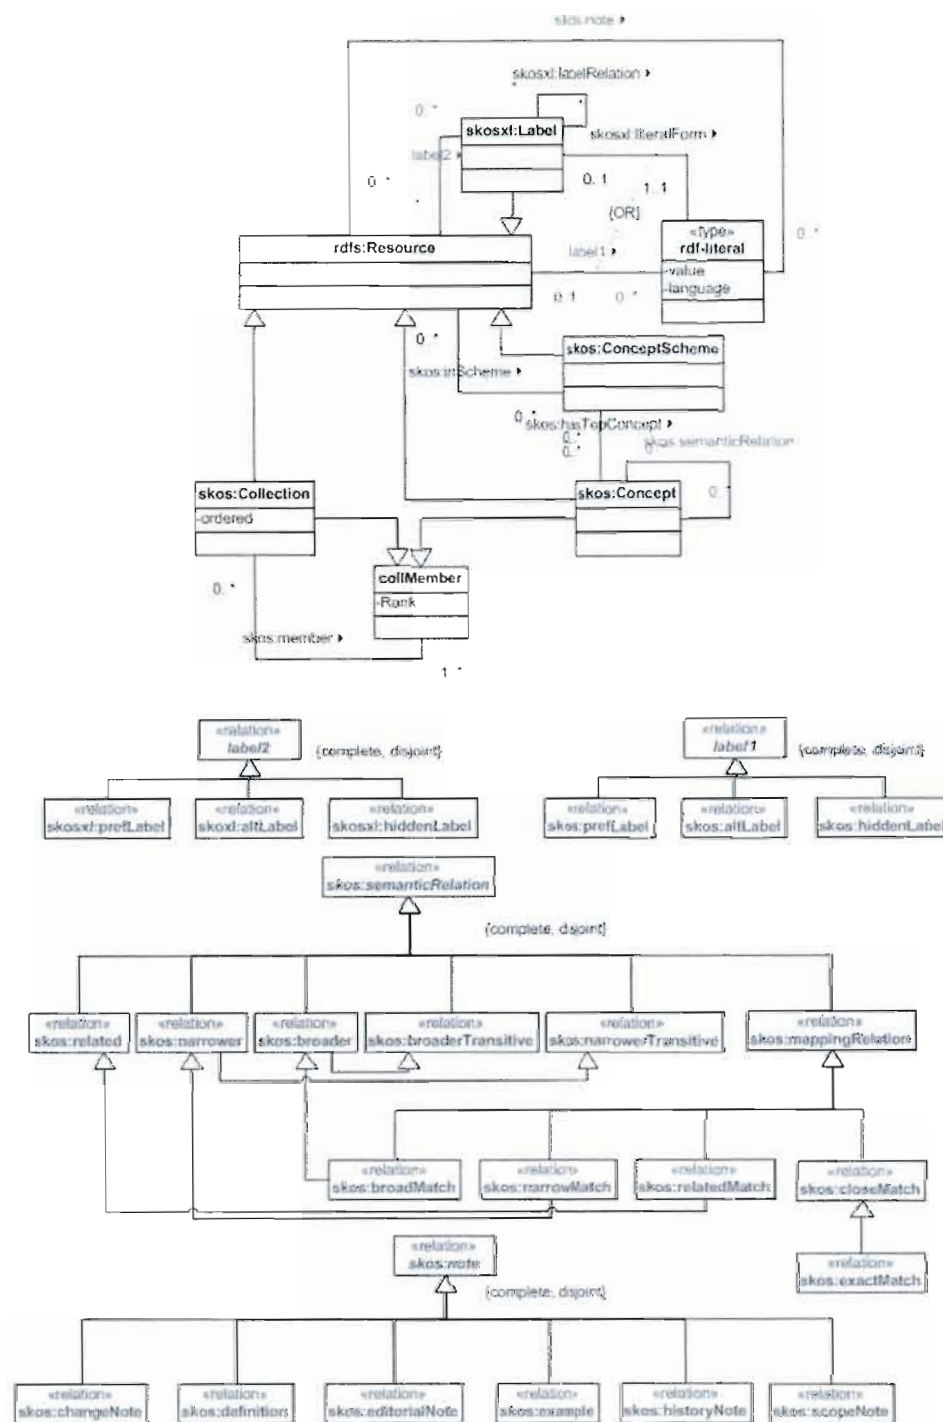 skos:note ▸
skosxl:labelRelation ▸
*
*
0..*
skosxl:Label
skosxl:literalForm ▸
label2 ▸
0..*
0..1
1..1
{OR}
«type»
rdf-literal
-value
-language
rdfs:Resource
label1 ▸
0..*
0..1
0..*
0..*
skos:ConceptScheme
skos:inScheme ▸
0..*
skos:hasTopConcept ▸
0..*
0..*
skos:semanticRelation
skos:Collection
-ordered
skos:Concept
collMember
-Rank
0..*
skos:member ▸
1..*
«relation»
label2
{complete, disjoint}
«relation»
label1
{complete, disjoint}
«relation»
skosxl:prefLabel
«relation»
skoxl:altLabel
«relation»
skosxl:hiddenLabel
«relation»
skos:prefLabel
«relation»
skos:altLabel
«relation»
skos:hiddenLabel
«relation»
skos:semanticRelation
{complete, disjoint}
«relation»
skos:related
«relation»
skos:narrower
«relation»
skos:broader
«relation»
skos:broaderTransitive
«relation»
skos:narrowerTransitive
«relation»
skos:mappingRelation
«relation»
skos:broadMatch
«relation»
skos:narrowMatch
«relation»
skos:relatedMatch
«relation»
skos:closeMatch
«relation»
skos:exactMatch
«relation»
skos:note
{complete, disjoint}
«relation»
skos:changeNote
«relation»
skos:definition
«relation»
skos:editorialNote
«relation»
skos:example
«relation»
skos:historyNote
«relation»
skos:scopeNote